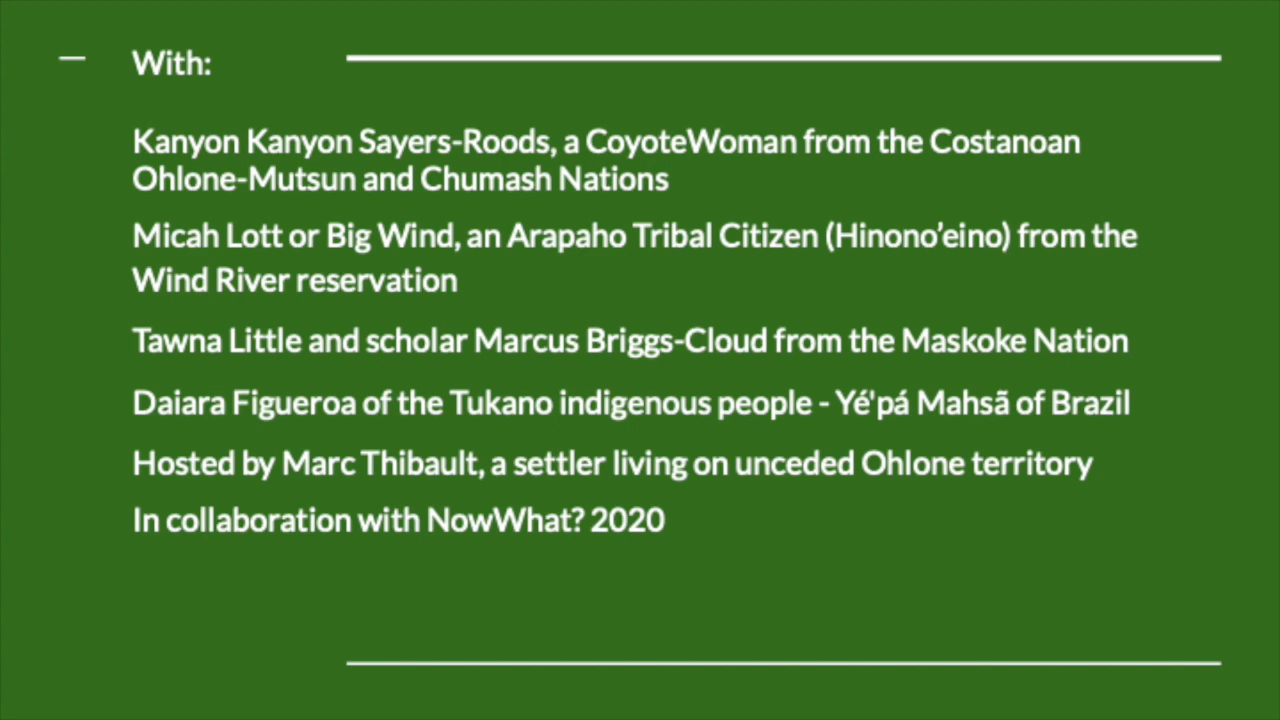 With:
Kanyon Kanyon Sayers-Roods, a CoyoteWoman from the Costanoan
Ohlone-Mutsun and Chumash Nations
Micah Lott or Big Wind, an Arapaho Tribal Citizen (Hinono’eino) from the
Wind River reservation
Tawna Little and scholar Marcus Briggs-Cloud from the Maskoke Nation
Daiara Figueroa of the Tukano indigenous people - Yé'pá Mahsã of Brazil
Hosted by Marc Thibault, a settler living on unceded Ohlone territory
In collaboration with NowWhat? 2020